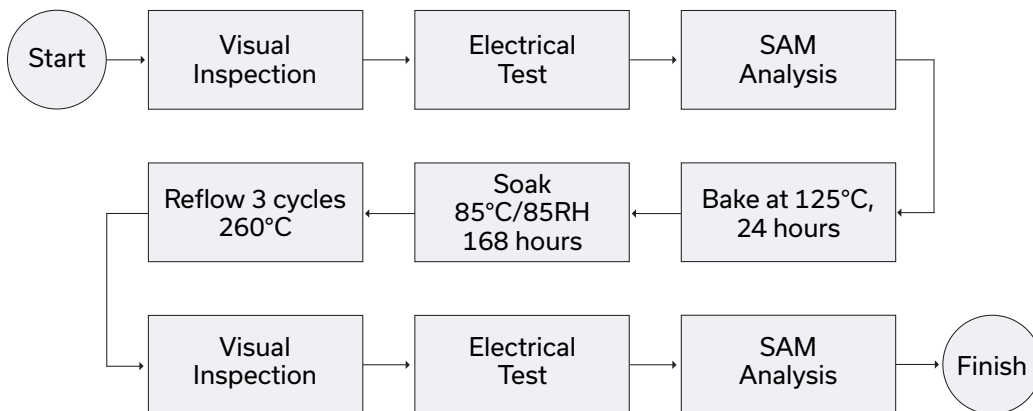 Start
Visual
Inspection
Electrical
Test
SAM
Analysis
Bake at 125°C,
24 hours
Soak
85°C/85RH
168 hours
Reflow 3 cycles
260°C
Visual
Inspection
Electrical
Test
SAM
Analysis
Finish